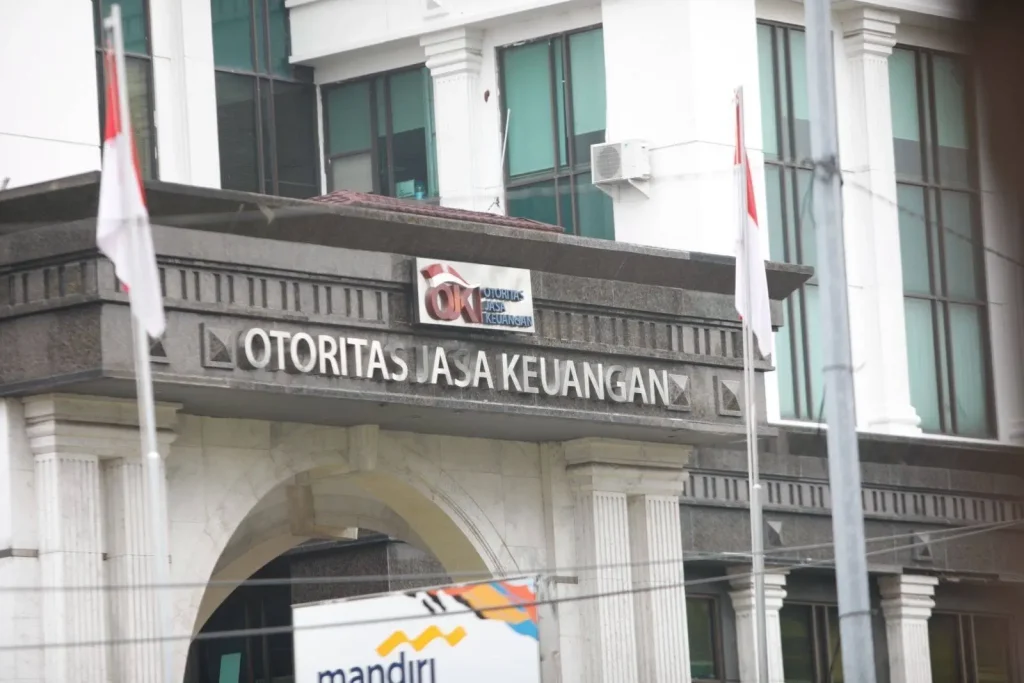 OJK
OTORITAS
JASA
KEUANGAN
OTORITAS JASA KEUANGAN
mandiri